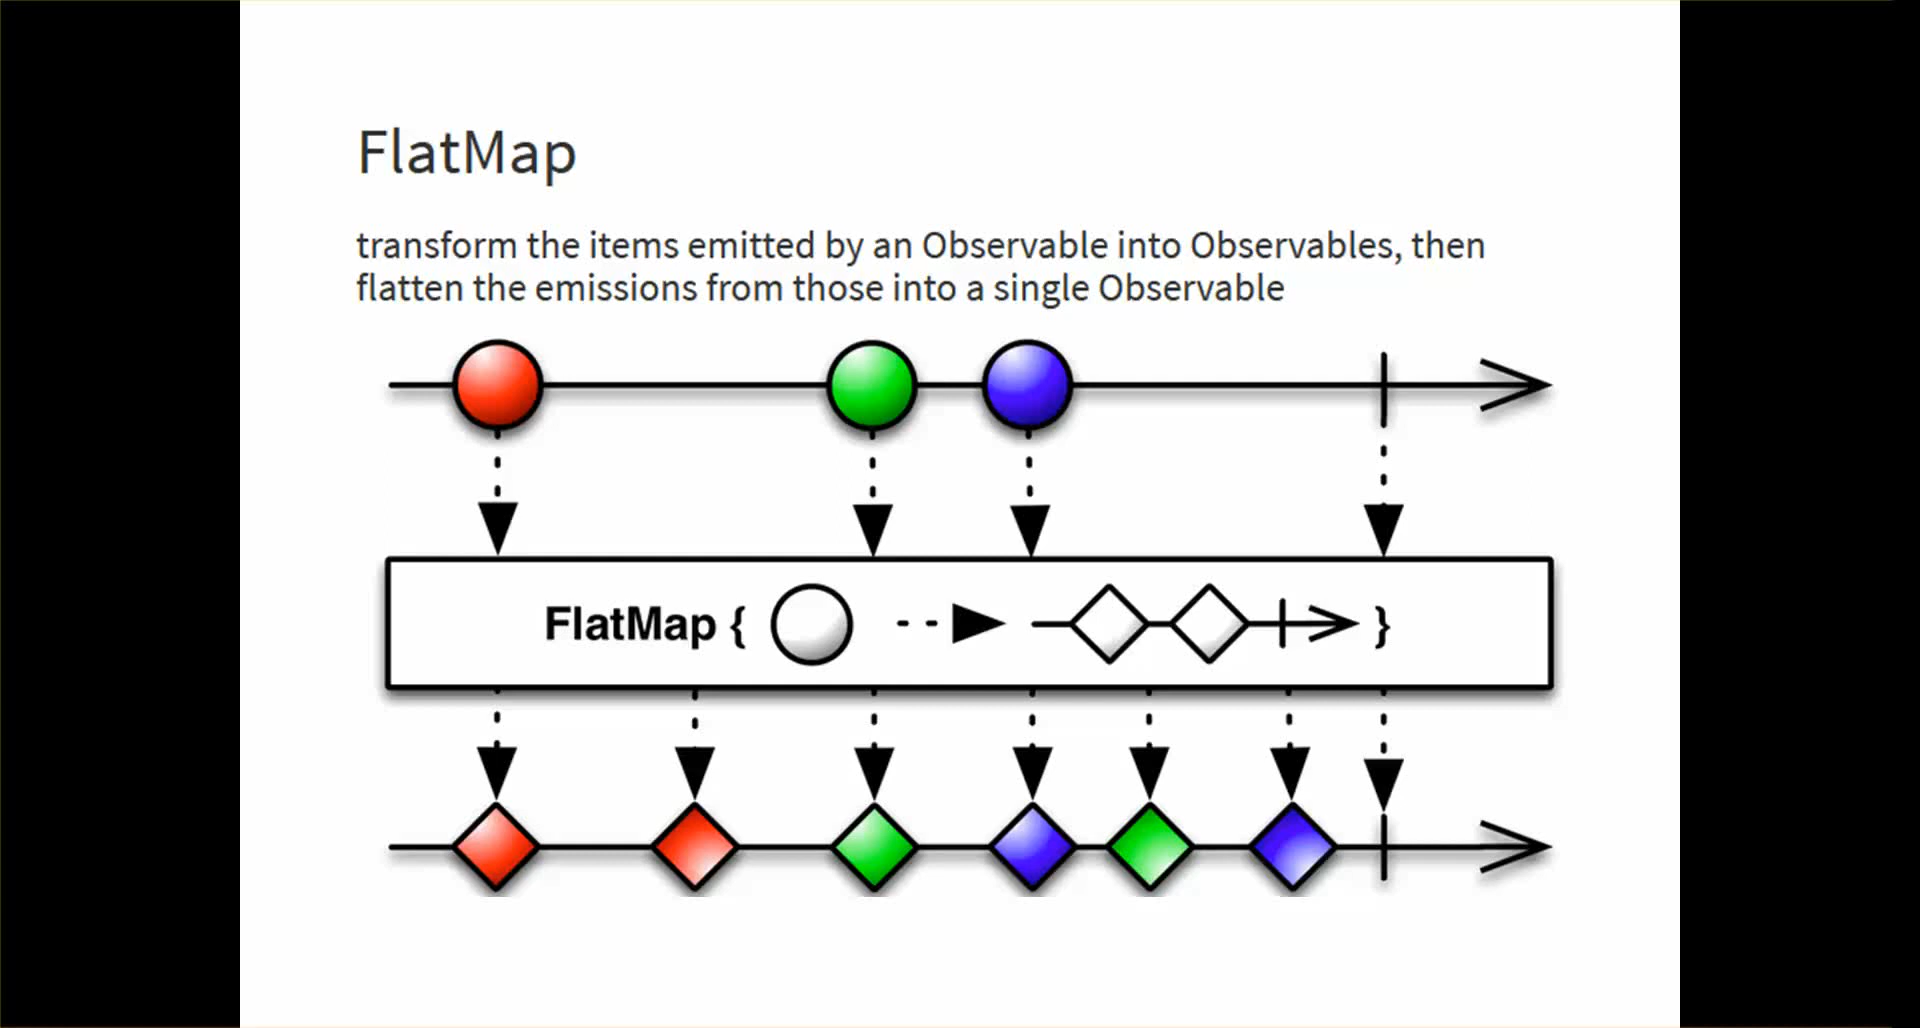 FlatMap
transform the items emitted by an Observable into Observables, then
flatten the emissions from those into a single Observable
FlatMap { }